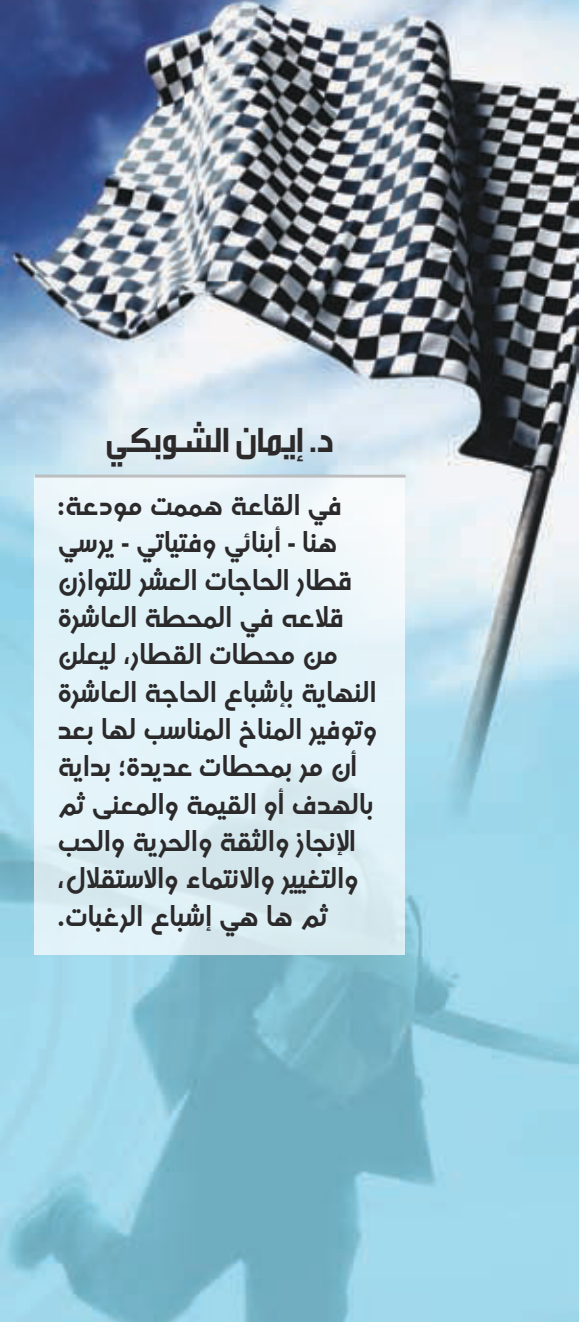 د. إيمان الشوبكي
في القاعة هممت مودعة:
هنا - أبنائي وفتياتي - يرسي
قطار الحاجات العشر للتوازن
قلاعه في المحطة العاشرة
من محطات القطار، ليعلن
النهاية بإشباع الحاجة العاشرة
وتوفير المناخ المناسب لها بعد
أن مر بمحطات عديدة؛ بداية
بالهدف أو القيمة والمعنى ثم
الإنجاز والثقة والحرية والحب
والتغيير والانتماء والاستقلال،
ثم ها هي إشباع الرغبات.